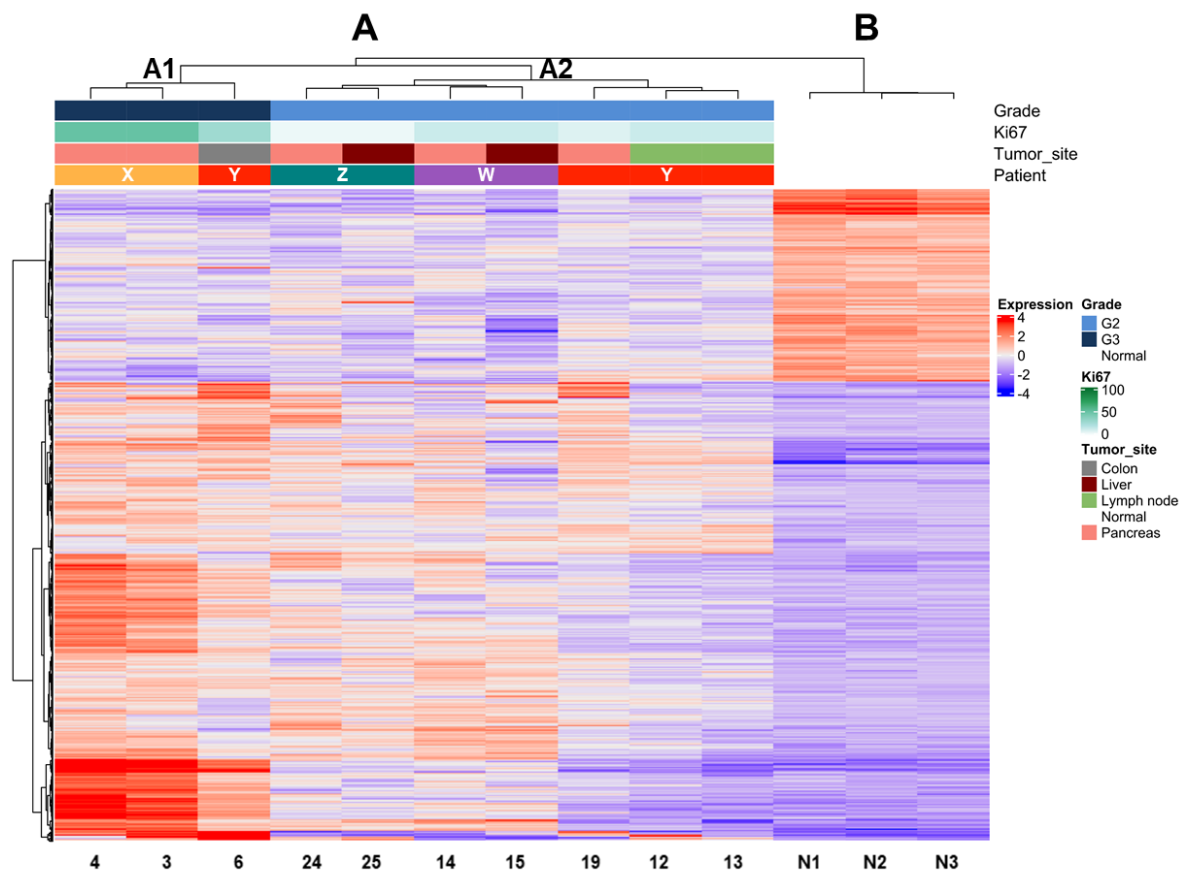 A B
A1 A2
Grade
Ki67
Tumor_site
X Y Z W Y Patient
Expression Grade
4 G2
2 G3
0 Normal
-2
-4
Ki67
100
50
0
Tumor_site
Colon
Liver
Lymph node
Normal
Pancreas
4 3 6 24 25 14 15 19 12 13 N1 N2 N3